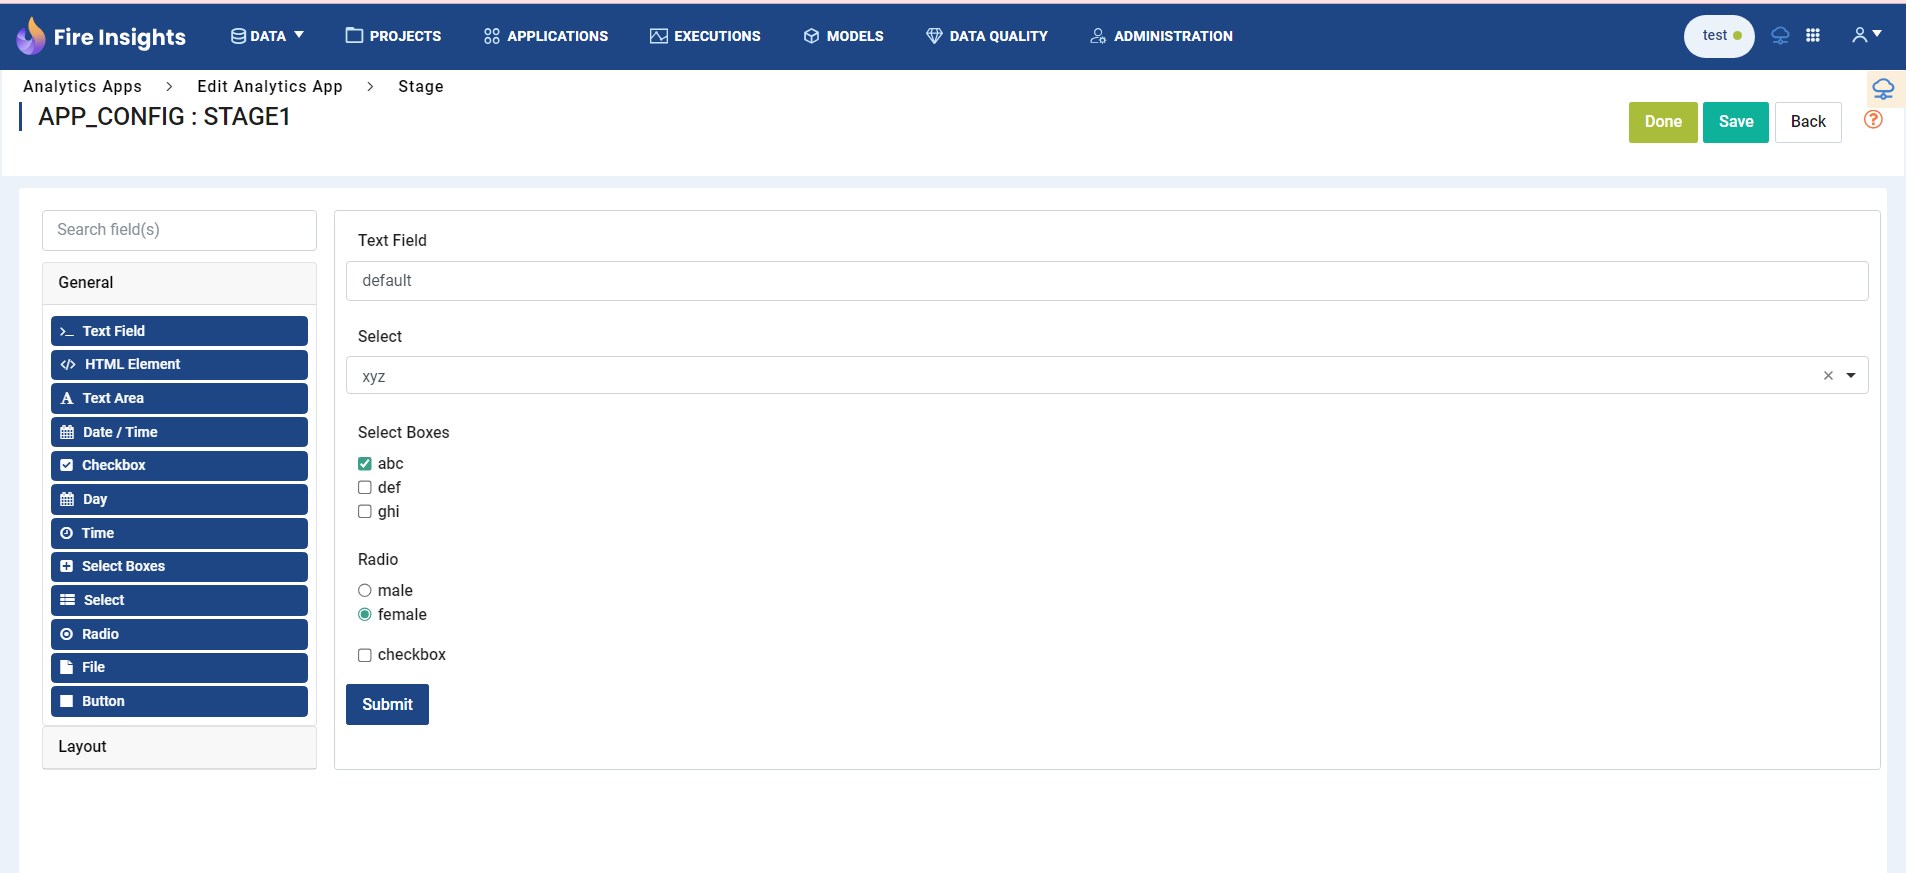 Fire Insights
DATA
PROJECTS
APPLICATIONS
EXECUTIONS
MODELS
DATA QUALITY
ADMINISTRATION
test
Analytics Apps > Edit Analytics App > Stage
APP_CONFIG : STAGE1
Done
Save
Back
Search field(s)
General
Text Field
HTML Element
Text Area
Date / Time
Checkbox
Day
Time
Select Boxes
Select
Radio
File
Button
Layout
Text Field
default
Select
xyz
Select Boxes
abc
def
ghi
Radio
male
female
checkbox
Submit